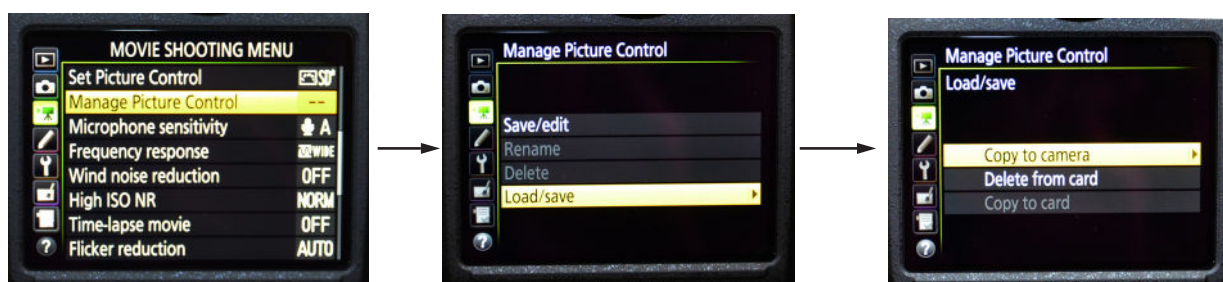 MOVIE SHOOTING MENU
Set Picture Control SD*
Manage Picture Control --
Microphone sensitivity A
Frequency response WIDE
Wind noise reduction OFF
High ISO NR NORM
Time-lapse movie OFF
Flicker reduction AUTO
?
Manage Picture Control
Save/edit
Rename
Delete
Load/save
?
Manage Picture Control
Load/save
Copy to camera
Delete from card
Copy to card
?